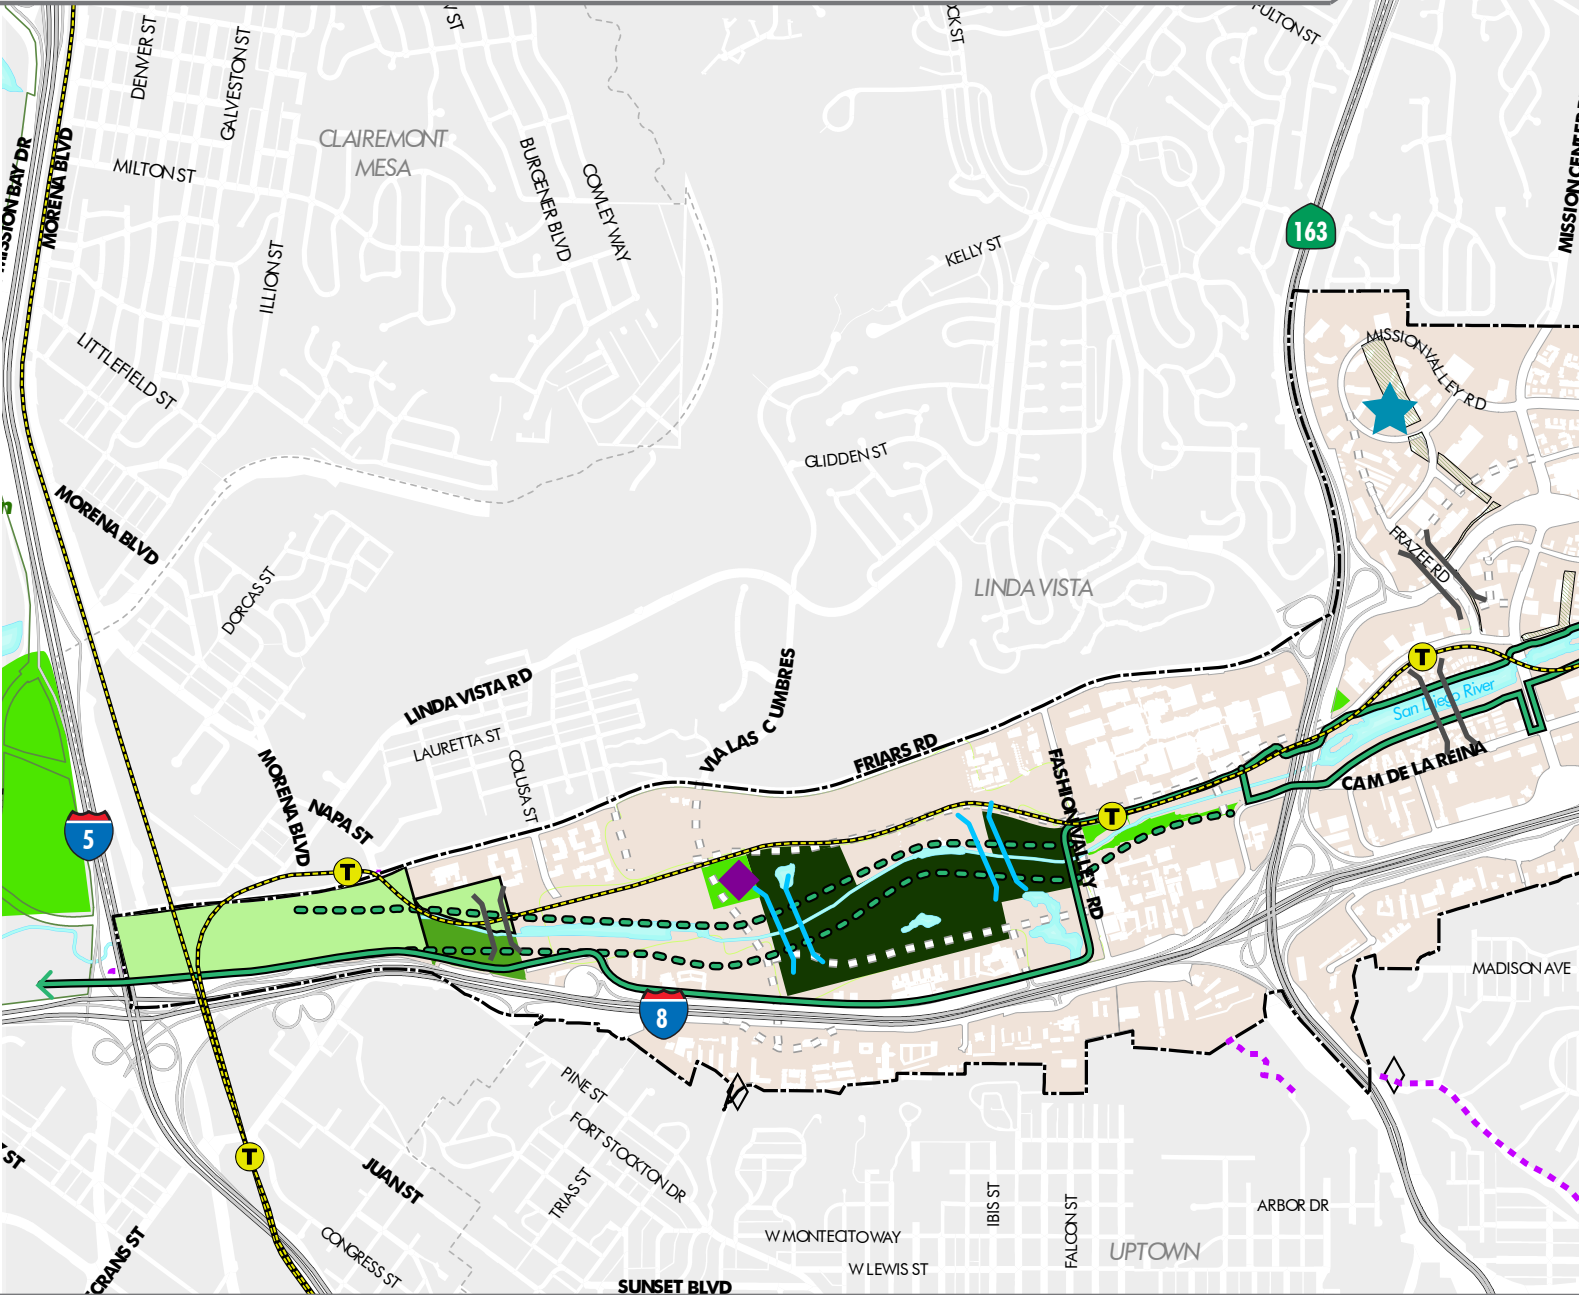 DENVER ST
GALVESTON ST
ST
CK ST
FULTON ST
MISSION BAY DR
MORENA BLVD
CLAIREMONT
MESA
MILTON ST
BURGENER BLVD
COWLEY WAY
163
ILLION ST
KELLY ST
LITTLEFIELD ST
MISSION VALLEY RD
GLIDDEN ST
MORENA BLVD
FRAZEE RD
DORCAS ST
LINDA VISTA
LINDA VISTA RD
T
San Diego River
LAURETTA ST
COLUSA ST
VIA LAS CUMBRES
FRIARS RD
FASHION VALLEY RD
CAM DE LA REINA
MORENA BLVD
NAPA ST
5
T
T
MADISON AVE
8
PINE ST
FORT STOCKTON DR
T
ST
JUAN ST
TRIAS ST
IBIS ST
FALCON ST
ARBOR DR
CRANS ST
CONGRESS ST
W MONTECITO WAY
UPTOWN
W LEWIS ST
SUNSET BLVD